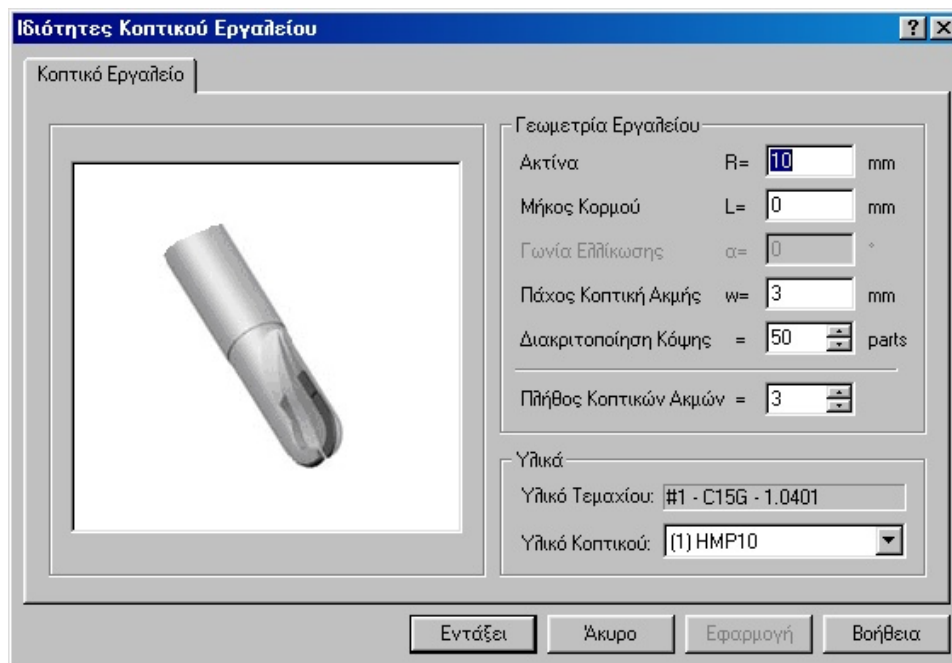 Ιδιότητες Κοπτικού Εργαλείου
Κοπτικό Εργαλείο
Γεωμετρία Εργαλείου
Ακτίνα R= 10 mm
Μήκος Κορμού L= 0 mm
Γωνία Ελλίκωσης α= 0 °
Πάχος Κοπτική Ακμής w= 3 mm
Διακριτοποίηση Κόψης = 50 parts
Πλήθος Κοπτικών Ακμών = 3
Υλικά
Υλικό Τεμαχίου: #1 - C15G - 1.0401
Υλικό Κοπτικού: (1) HMP10
Εντάξει Άκυρο Εφαρμογή Βοήθεια